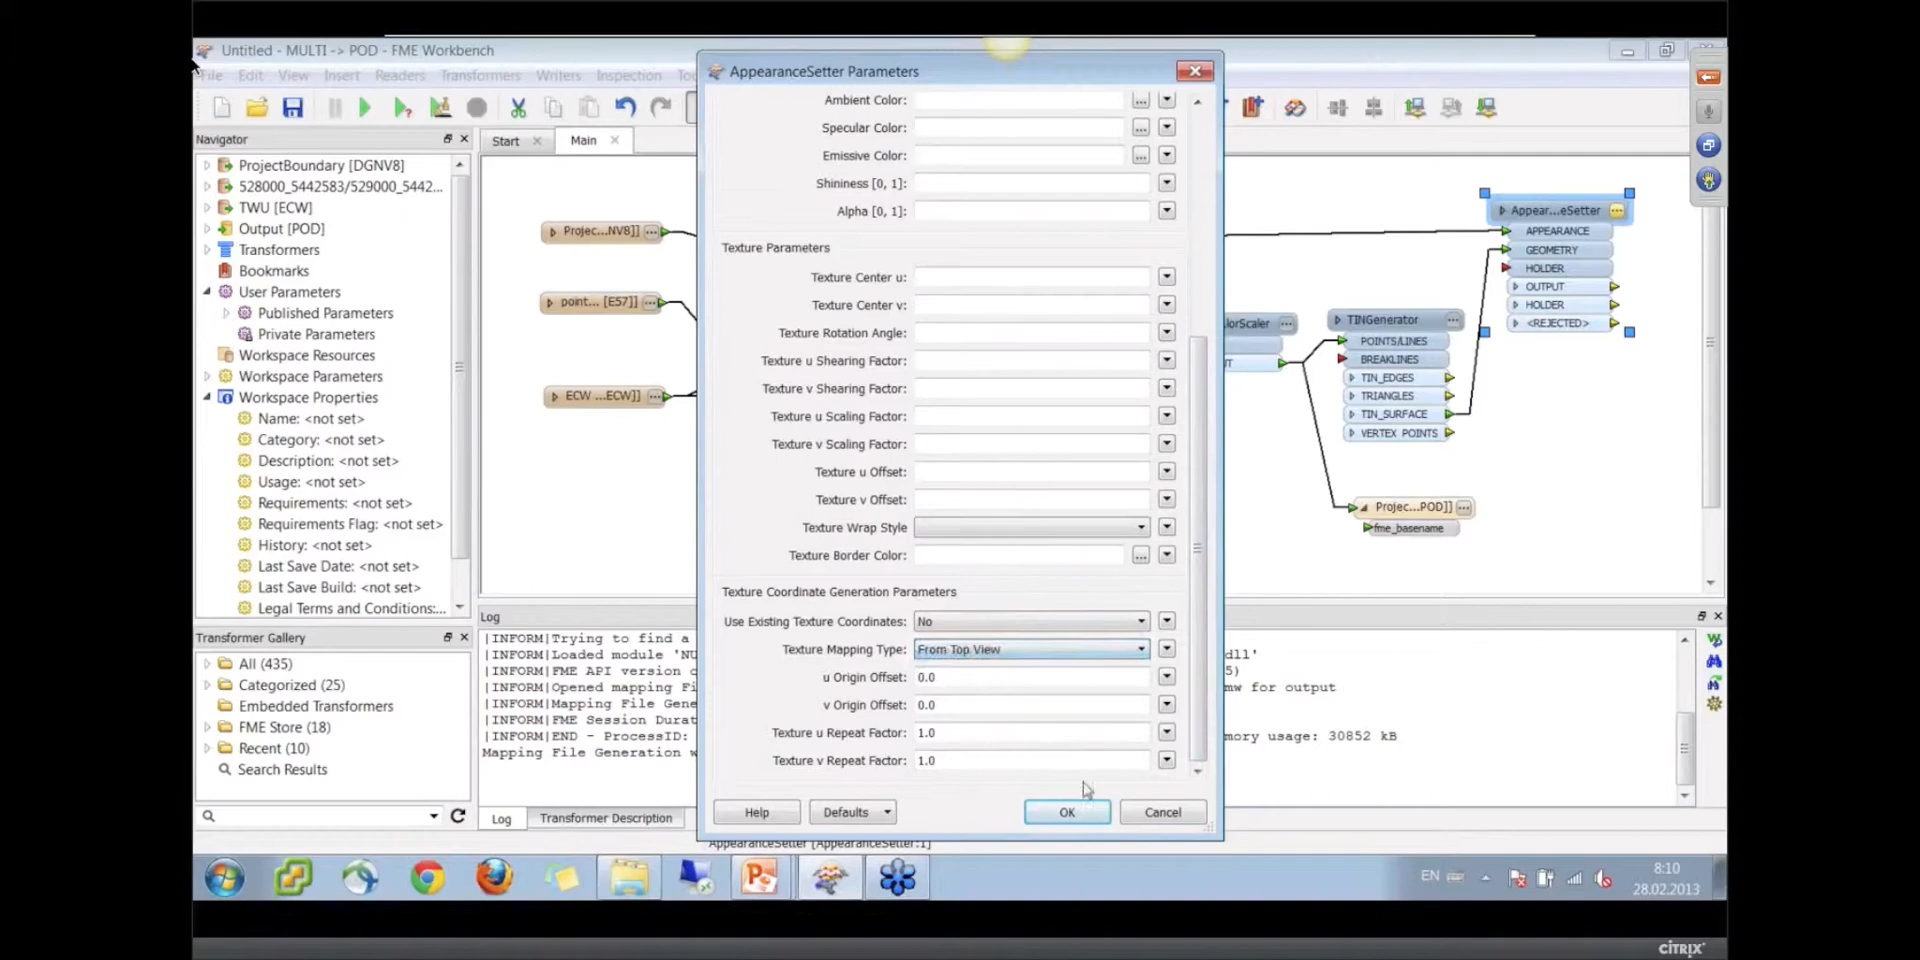 Untitled - MULTI -> POD - FME Workbench
File Edit View Insert Readers Transformers Writers Inspection
AppearanceSetter Parameters
Navigator
Start
Main
ProjectBoundary [DGNV8]
528000_5442583/529000_5442...
TWU [ECW]
Output [POD]
Transformers
Bookmarks
User Parameters
Published Parameters
Private Parameters
Workspace Resources
Workspace Parameters
Workspace Properties
Name: <not set>
Category: <not set>
Description: <not set>
Usage: <not set>
Requirements: <not set>
Requirements Flag: <not set>
History: <not set>
Last Save Date: <not set>
Last Save Build: <not set>
Legal Terms and Conditions:...
Transformer Gallery
All (435)
Categorized (25)
Embedded Transformers
FME Store (18)
Recent (10)
Search Results
Projec...NV8]] ...
point... [E57]] ...
ECW ...ECW]] ...
Ambient Color: ...
Specular Color: ...
Emissive Color: ...
Shininess [0, 1]:
Alpha [0, 1]:
Texture Parameters
Texture Center u:
Texture Center v:
Texture Rotation Angle:
Texture u Shearing Factor:
Texture v Shearing Factor:
Texture u Scaling Factor:
Texture v Scaling Factor:
Texture u Offset:
Texture v Offset:
Texture Wrap Style
Texture Border Color: ...
Texture Coordinate Generation Parameters
Use Existing Texture Coordinates: No
Texture Mapping Type: From Top View
u Origin Offset: 0.0
v Origin Offset: 0.0
Texture u Repeat Factor: 1.0
Texture v Repeat Factor: 1.0
Help
Defaults
OK
Cancel
Appear...eSetter ...
APPEARANCE
GEOMETRY
HOLDER
OUTPUT
HOLDER
<REJECTED>
lorScaler ...
TINGenerator ...
POINTS/LINES
BREAKLINES
TIN_EDGES
TRIANGLES
TIN_SURFACE
VERTEX POINTS
Projec...POD]] ...
fme_basename
Log
|INFORM|Trying to find a
|INFORM|Loaded module 'NU
|INFORM|FME API version c
|INFORM|Opened mapping Fi
|INFORM|Mapping File Gene
|INFORM|FME Session Durat
|INFORM|END - ProcessID:
Mapping File Generation w
dll'
5)
mw for output
mory usage: 30852 kB
Log
Transformer Description
AppearanceSetter [AppearanceSetter:1]
EN
8:10
28.02.2013
CITRIX